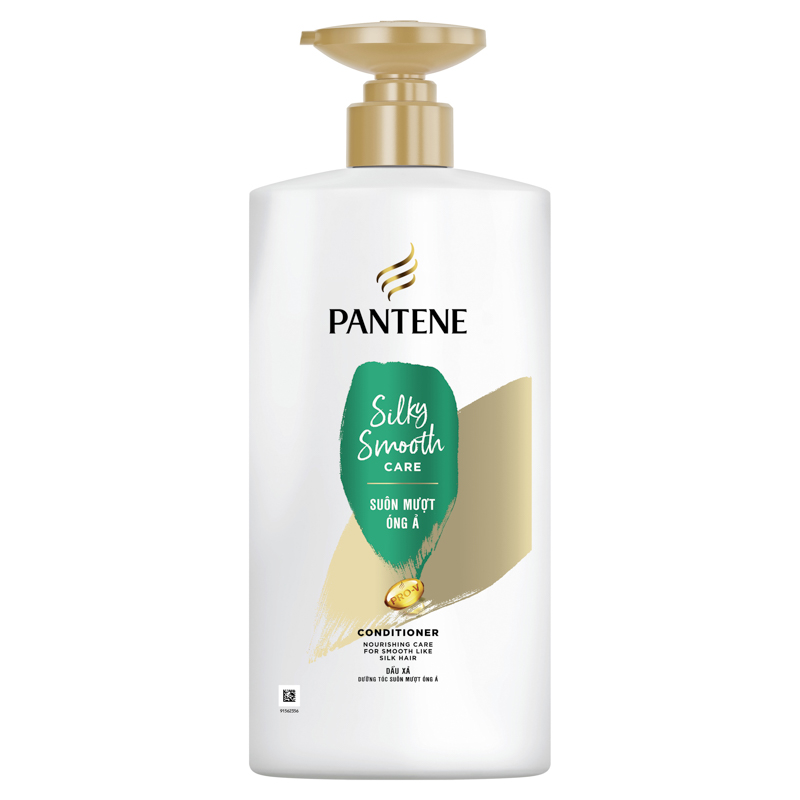 PANTENE
Silky
Smooth
CARE
SUÔN MƯỢT
ÓNG Ả
PRO-V
CONDITIONER
NOURISHING CARE
FOR SMOOTH LIKE
SILK HAIR
DẦU XẢ
DƯỠNG TÓC SUÔN MƯỢT ÓNG Ả
91562356